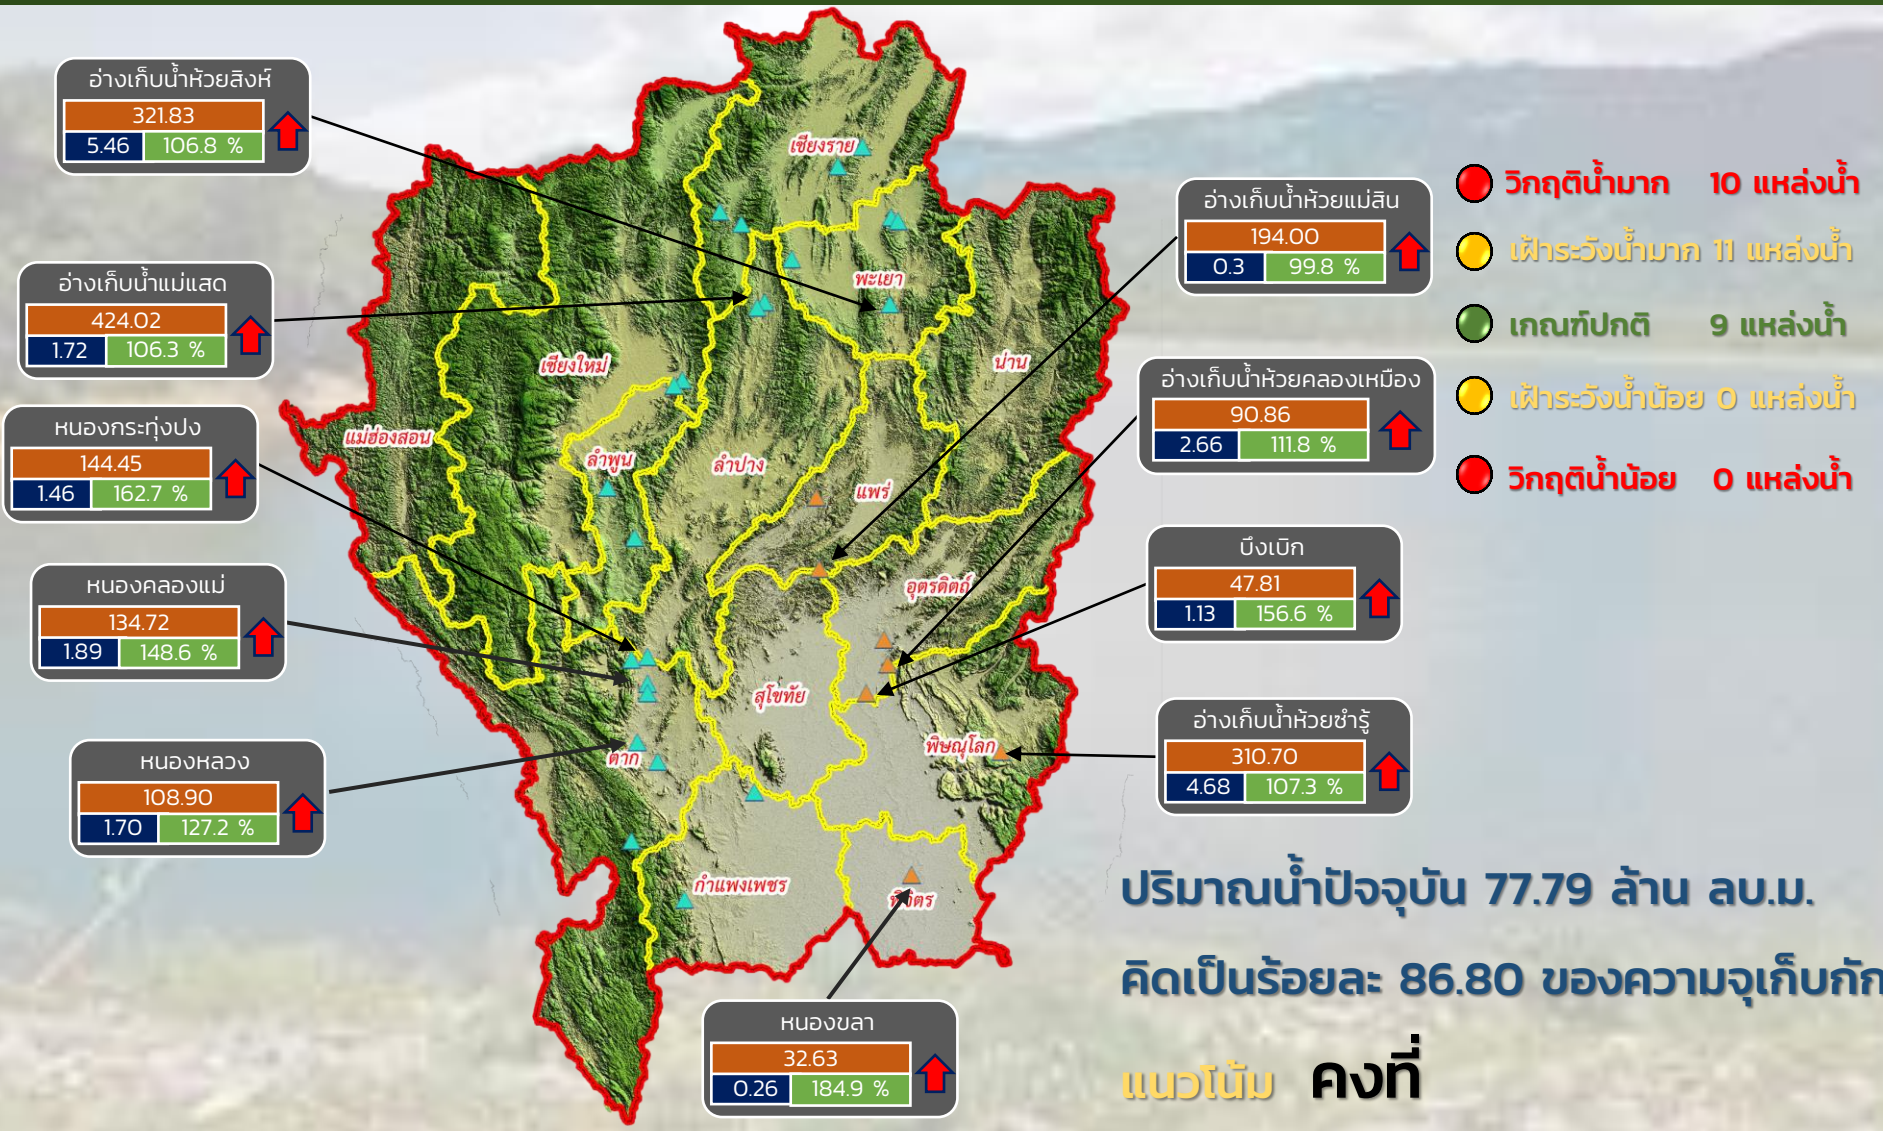 อ่างเก็บน้ำห้วยสิงห์
321.83
5.46 106.8 %
อ่างเก็บน้ำแม่แสด
424.02
1.72 106.3 %
หนองกระทุ่งปง
144.45
1.46 162.7 %
หนองคลองแม่
134.72
1.89 148.6 %
หนองหลวง
108.90
1.70 127.2 %
เชียงราย
พะเยา
น่าน
เชียงใหม่
แม่ฮ่องสอน
ลำพูน
ลำปาง
แพร่
อุตรดิตถ์
สุโขทัย
ตาก
พิษณุโลก
กำแพงเพชร
หนองขลา
32.63
0.26 184.9 %
อ่างเก็บน้ำห้วยแม่สิน
194.00
0.3 99.8 %
อ่างเก็บน้ำห้วยคลองเหมือง
90.86
2.66 111.8 %
บึงเบิก
47.81
1.13 156.6 %
อ่างเก็บน้ำห้วยซำรู้
310.70
4.68 107.3 %
วิกฤติน้ำมาก 10 แหล่งน้ำ
เฝ้าระวังน้ำมาก 11 แหล่งน้ำ
เกณฑ์ปกติ 9 แหล่งน้ำ
เฝ้าระวังน้ำน้อย 0 แหล่งน้ำ
วิกฤติน้ำน้อย 0 แหล่งน้ำ
ปริมาณน้ำปัจจุบัน 77.79 ล้าน ลบ.ม.
คิดเป็นร้อยละ 86.80 ของความจุเก็บกัก
แนวโน้ม คงที่